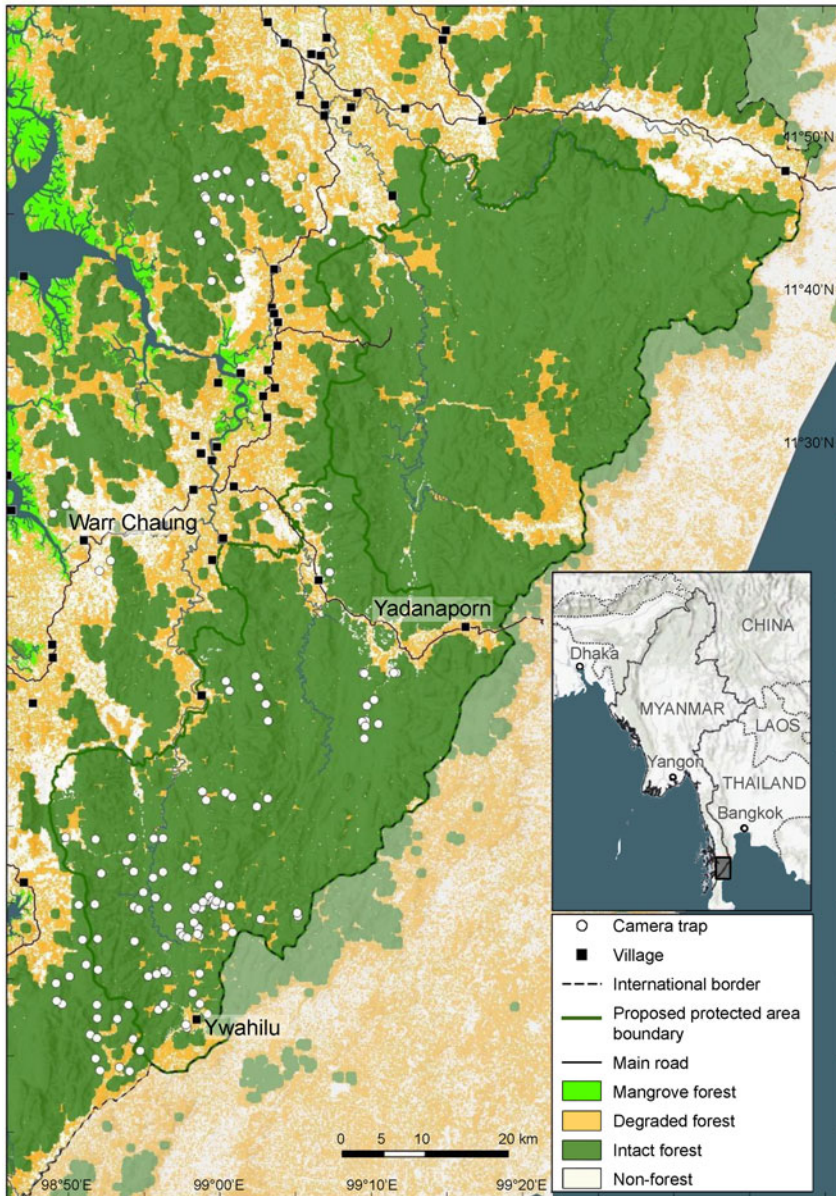 11°50'N
11°40'N
11°30'N
Warr Chaung
Yadanaporn
Ywahilu
CHINA
Dhaka
MYANMAR
LAOS
Yangon
THAILAND
Bangkok
Camera trap
Village
International border
Proposed protected area
boundary
Main road
Mangrove forest
Degraded forest
Intact forest
Non-forest
0 5 10 20 km
98°50'E 99°00'E 99°10'E 99°20'E